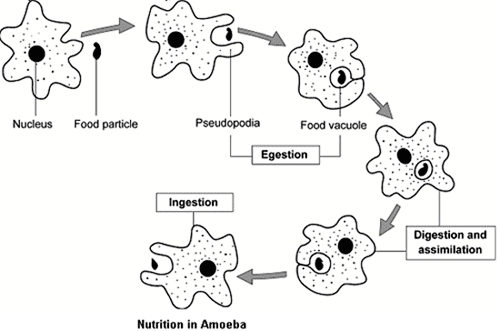 Nucleus
Food particle
Pseudopodia
Food vacuole
Egestion
Ingestion
Digestion and
assimilation
Nutrition in Amoeba